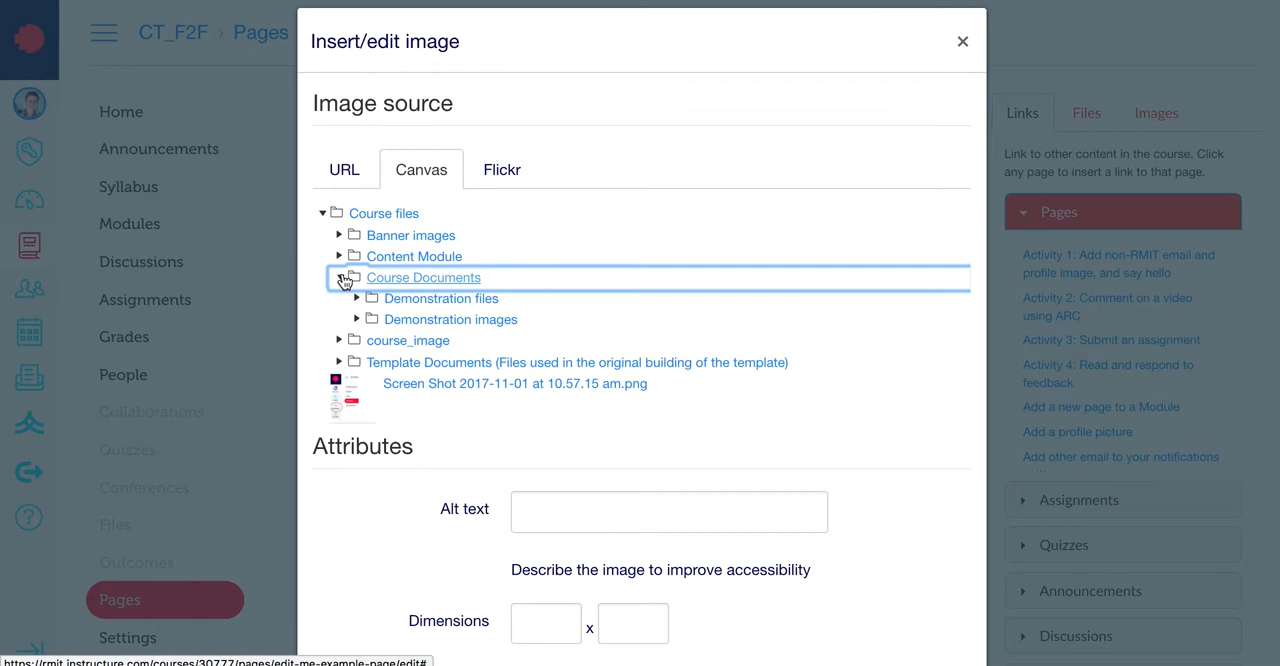 CT_F2F › Pages
Home
Announcements
Syllabus
Modules
Discussions
Assignments
Grades
People
Collaborations
Quizzes
Conferences
Files
Outcomes
Pages
Settings
https://rmit.instructure.com/courses/30777/pages/edit-me-example-page/edit#
Insert/edit image
×
Image source
URL
Canvas
Flickr
Course files
Banner images
Content Module
Course Documents
Demonstration files
Demonstration images
course_image
Template Documents (Files used in the original building of the template)
Screen Shot 2017-11-01 at 10.57.15 am.png
Attributes
Alt text
Describe the image to improve accessibility
Dimensions
x
Links
Files
Images
Link to other content in the course. Click
any page to insert a link to that page.
Pages
Activity 1: Add non-RMIT email and
profile image, and say hello
Activity 2: Comment on a video
using ARC
Activity 3: Submit an assignment
Activity 4: Read and respond to
feedback
Add a new page to a Module
Add a profile picture
Add other email to your notifications
Assignments
Quizzes
Announcements
Discussions